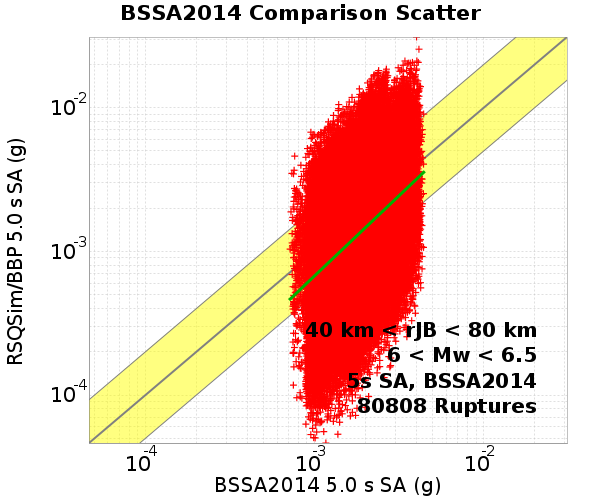 BSSA2014 Comparison Scatter
RSQSim/BBP 5.0 s SA (g)
10-2
10-3
10-4
40 km < rJB < 80 km
6 < Mw < 6.5
5s SA, BSSA2014
80808 Ruptures
10-4 10-3 10-2
BSSA2014 5.0 s SA (g)